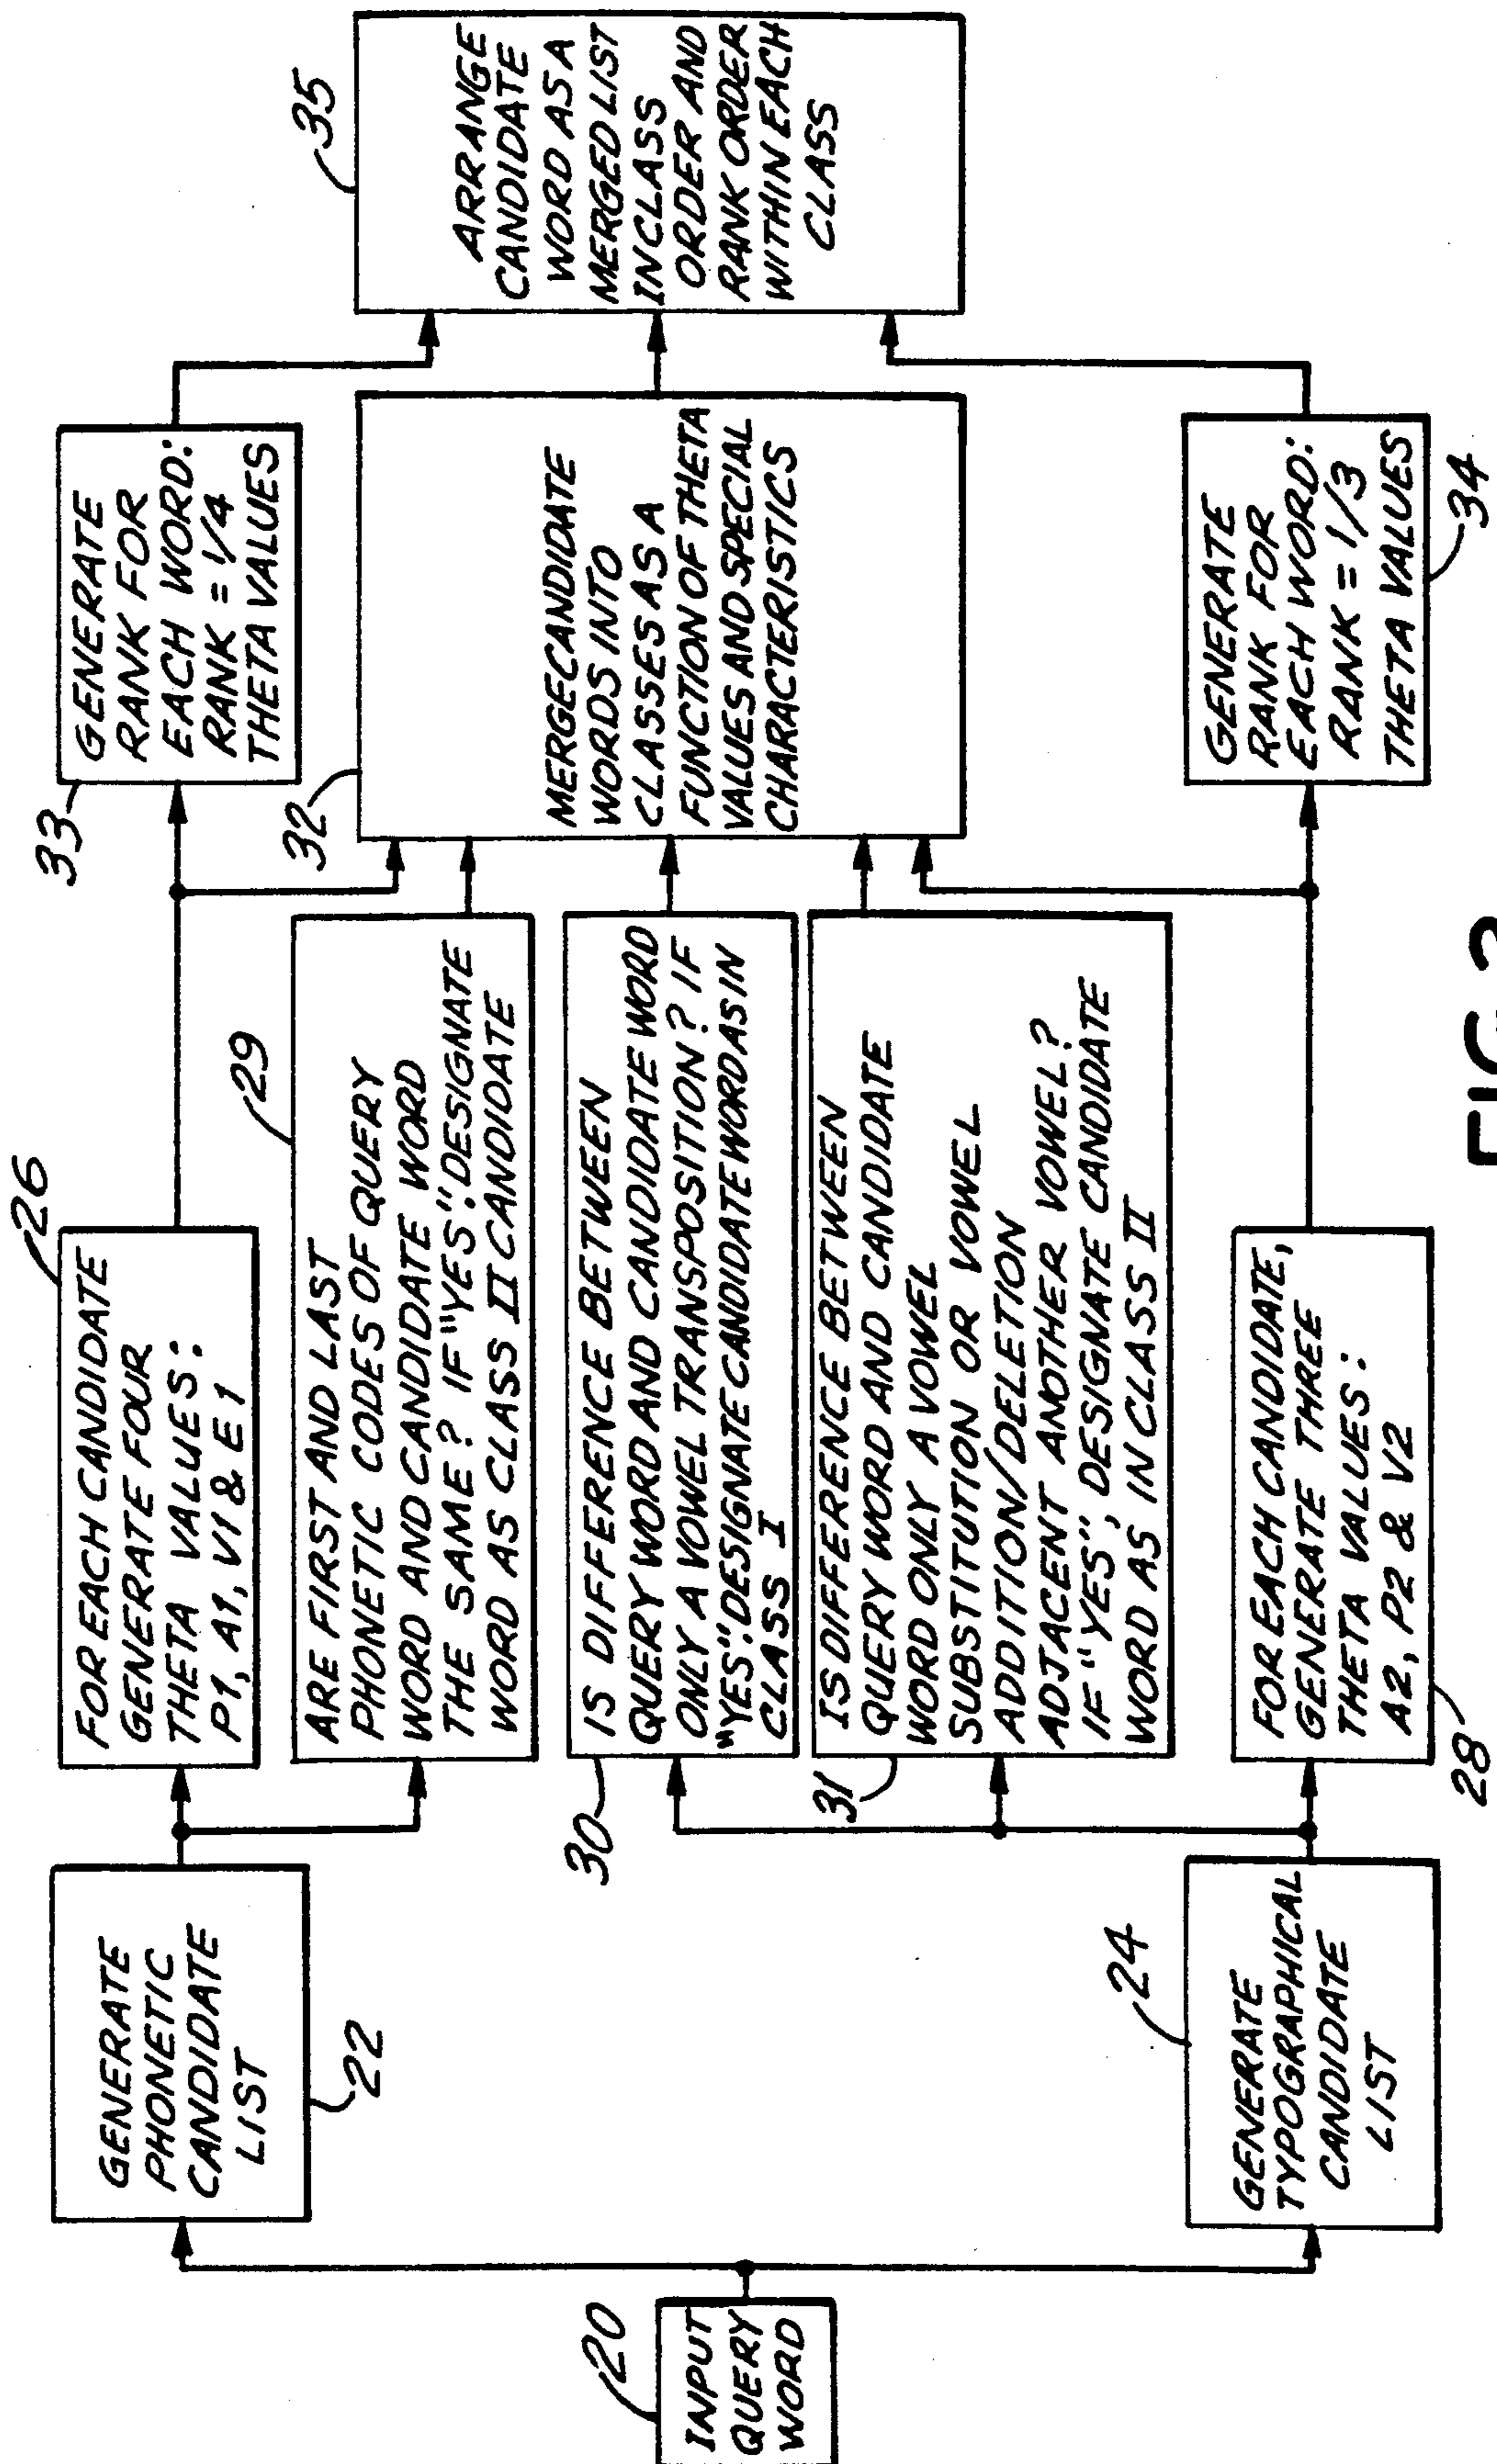 20
INPUT
QUERY
WORD
22
GENERATE
PHONETIC
CANDIDATE
LIST
24
GENERATE
TYPOGRAPHICAL
CANDIDATE
LIST
26
FOR EACH CANDIDATE
GENERATE FOUR
THETA VALUES:
P1, A1, V1 & E1
29
ARE FIRST AND LAST
PHONETIC CODES OF QUERY
WORD AND CANDIDATE WORD
THE SAME? IF "YES". DESIGNATE
WORD AS CLASS II CANDIDATE
30
IS DIFFERENCE BETWEEN
QUERY WORD AND CANDIDATE WORD
ONLY A VOWEL TRANSPOSITION? IF
"YES". DESIGNATE CANDIDATE WORD AS IN
CLASS I
31
IS DIFFERENCE BETWEEN
QUERY WORD AND CANDIDATE
WORD ONLY A VOWEL
SUBSTITUTION OR VOWEL
ADDITION/DELETION
ADJACENT ANOTHER VOWEL?
IF "YES", DESIGNATE CANDIDATE
WORD AS IN CLASS II
28
FOR EACH CANDIDATE,
GENERATE THREE
THETA VALUES:
A2, P2 & V2
33
GENERATE
RANK FOR
EACH WORD:
RANK = 1/4
THETA VALUES
32
MERGE CANDIDATE
WORDS INTO
CLASSES AS A
FUNCTION OF THETA
VALUES AND SPECIAL
CHARACTERISTICS
34
GENERATE
RANK FOR
EACH WORD:
RANK = 1/3
THETA VALUES
35
ARRANGE
CANDIDATE
WORD AS A
MERGED LIST
IN CLASS
ORDER AND
RANK ORDER
WITHIN EACH
CLASS